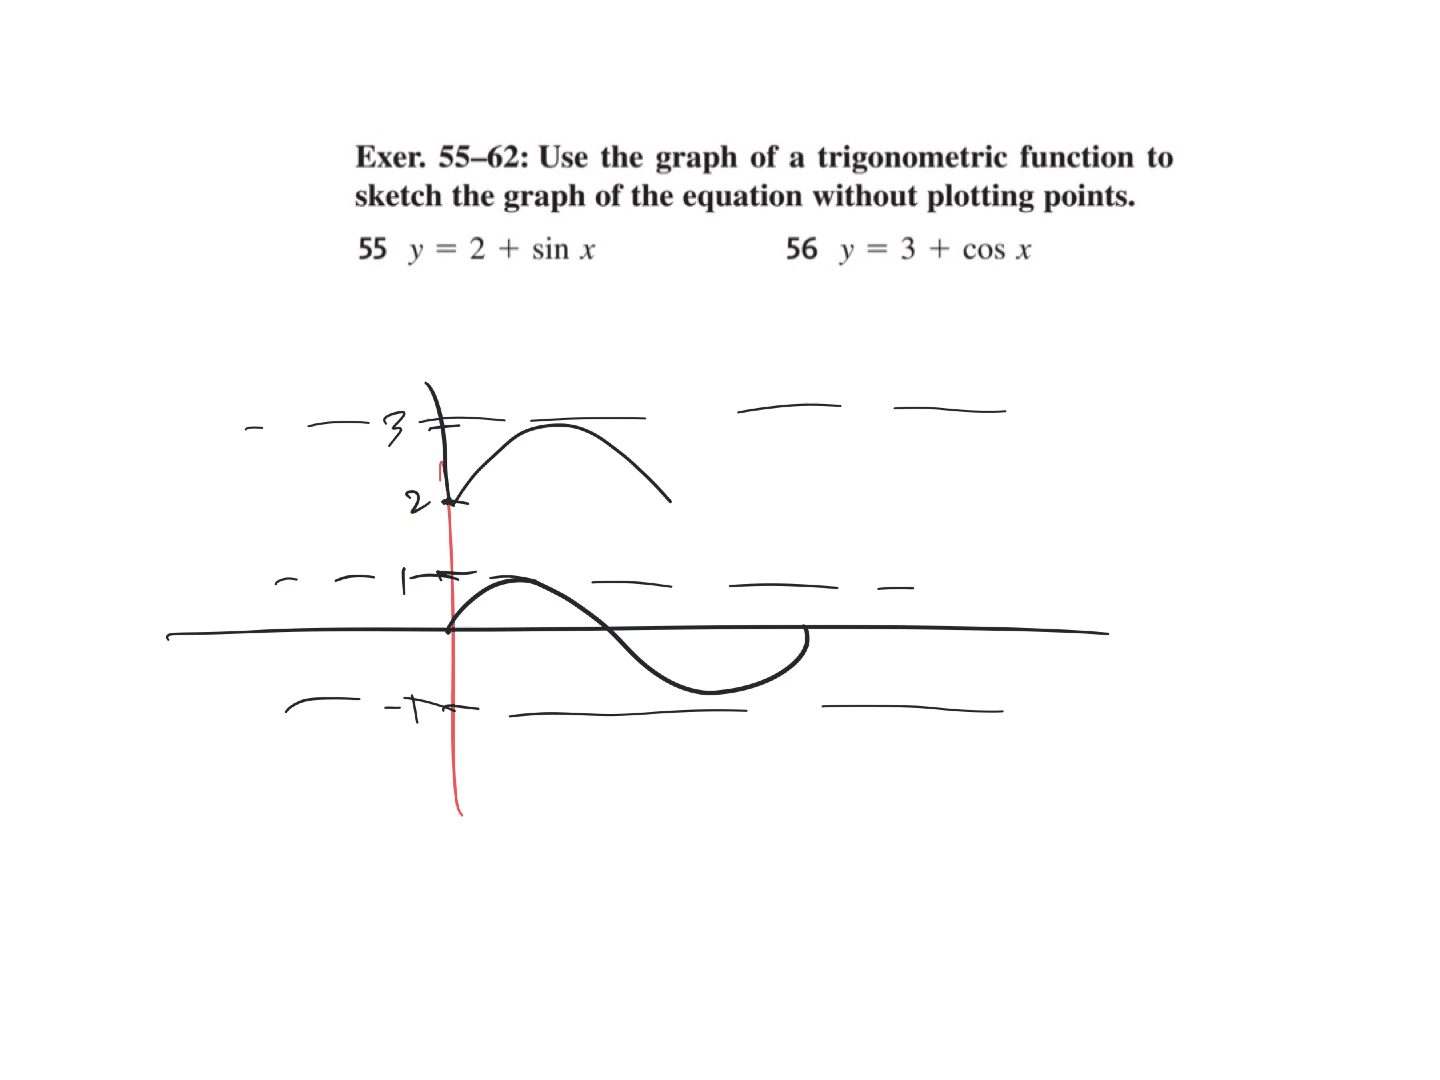 Exer. 55–62: Use the graph of a trigonometric function to
sketch the graph of the equation without plotting points.
55 y = 2 + sin x 56 y = 3 + cos x
3
2
1
-1